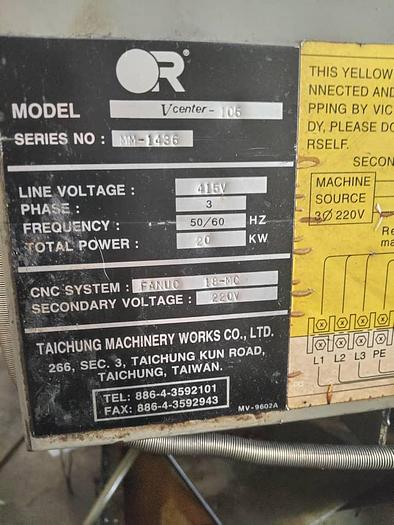 OR
MODEL Vcenter-105
SERIES NO : MM-1436
LINE VOLTAGE : 415V
PHASE : 3
FREQUENCY : 50/60 HZ
TOTAL POWER : 20 KW
CNC SYSTEM : FANUC 18-MC
SECONDARY VOLTAGE : 220V
TAICHUNG MACHINERY WORKS CO., LTD.
266, SEC. 3, TAICHUNG KUN ROAD,
TAICHUNG, TAIWAN.
TEL: 886-4-3592101
FAX: 886-4-3592943
MV-9602A
THIS YELLOW
NNECTED AND
PPING BY VIC
DY, PLEASE DO
RSELF.
SECON
MACHINE
SOURCE
3Ø 220V
Re
ma
L1 L2 L3 PE